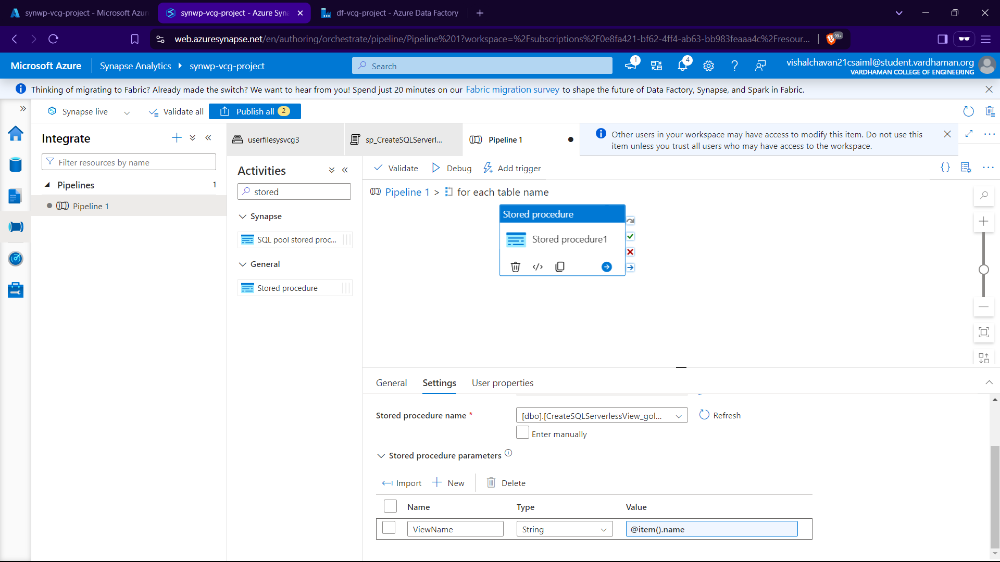 synwp-vcg-project - Microsoft Azur
synwp-vcg-project - Azure Syna
df-vcg-project - Azure Data Factory
web.azuresynapse.net/en/authoring/orchestrate/pipeline/Pipeline%201?workspace=%2Fsubscriptions%2F0e8fa421-bf62-4ff4-ab63-bb983feaaa4c%2Fresour...
99+
Microsoft Azure
Synapse Analytics
synwp-vcg-project
Search
1
4
vishalchavan21csaiml@student.vardhaman.org
VARDHAMAN COLLEGE OF ENGINEERING
Thinking of migrating to Fabric? Already made the switch? We want to hear from you! Spend just 20 minutes on our Fabric migration survey to shape the future of Data Factory, Synapse, and Spark in Fabric.
Synapse live
Validate all
Publish all 2
Integrate
Filter resources by name
Pipelines 1
Pipeline 1
userfilesysvcg3
sp_CreateSQLServerl...
Pipeline 1
Other users in your workspace may have access to modify this item. Do not use this
item unless you trust all users who may have access to the workspace.
Activities
stored
Synapse
SQL pool stored proc...
General
Stored procedure
Validate
Debug
Add trigger
Pipeline 1 > for each table name
Stored procedure
Stored procedure1
General
Settings
User properties
Stored procedure name *
[dbo].[CreateSQLServerlessView_gol...
Refresh
Enter manually
Stored procedure parameters
Import
New
Delete
Name Type Value
ViewName String @item().name